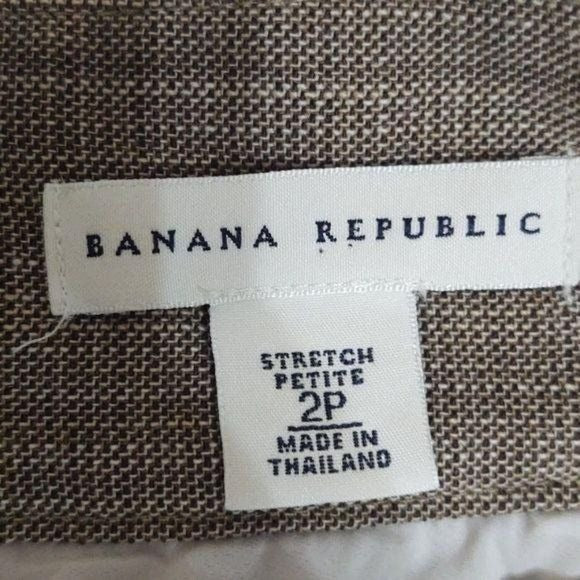 BANANA REPUBLIC
STRETCH
PETITE
2P
MADE IN
THAILAND